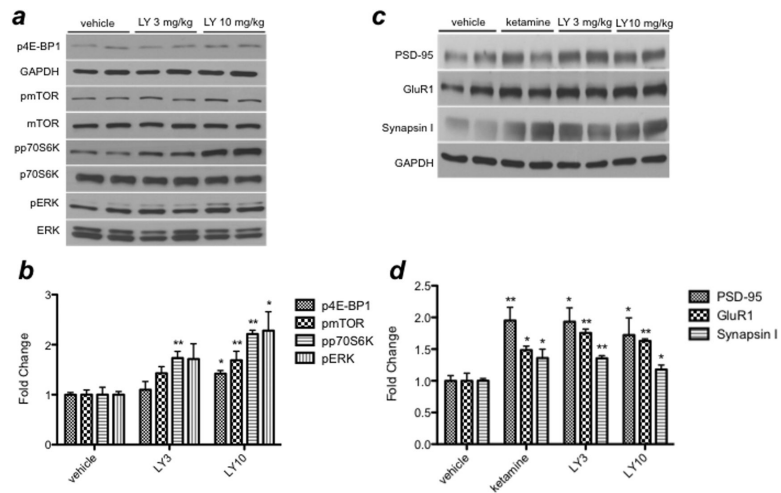 a
vehicle LY 3 mg/kg LY 10 mg/kg
p4E-BP1
GAPDH
pmTOR
mTOR
pp70S6K
p70S6K
pERK
ERK
c
vehicle ketamine LY 3 mg/kg LY10 mg/kg
PSD-95
GluR1
Synapsin I
GAPDH
b
Fold Change
3
2
1
0
** * ** ** *
vehicle LY3 LY10
p4E-BP1
pmTOR
pp70S6K
pERK
d
Fold Change
2.5
2.0
1.5
1.0
0.5
0.0
** * * * ** ** * ** *
vehicle ketamine LY3 LY10
PSD-95
GluR1
Synapsin I